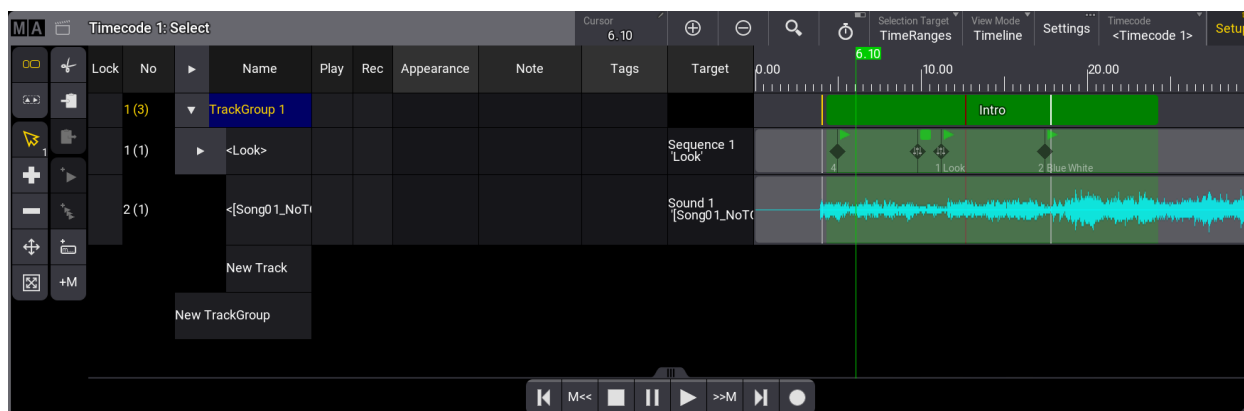 MA Timecode 1: Select
Cursor
6.10
Selection Target
TimeRanges
View Mode
Timeline
Settings
Timecode
<Timecode 1>
Setu
Lock No Name Play Rec Appearance Note Tags Target
6.10
0.00 10.00 20.00
1 (3) TrackGroup 1
Intro
1 (1) <Look>
Sequence 1
'Look'
4 1 Look 2 Blue White
2 (1) <[Song01_NoT
Sound 1
'[Song01_NoT
1
New Track
+M
New TrackGroup
M<< >>M